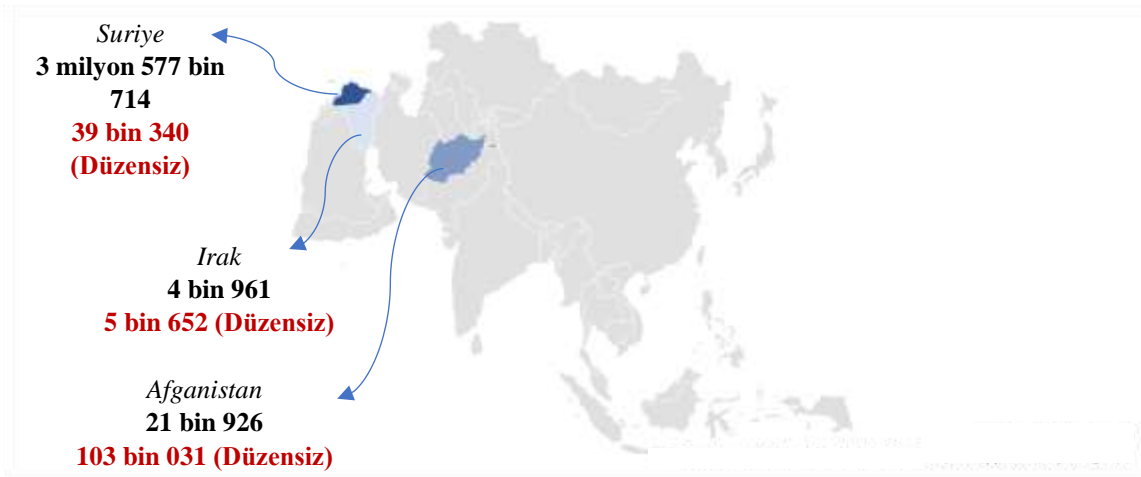 Suriye
3 milyon 577 bin
714
39 bin 340
(Düzensiz)
Irak
4 bin 961
5 bin 652 (Düzensiz)
Afganistan
21 bin 926
103 bin 031 (Düzensiz)